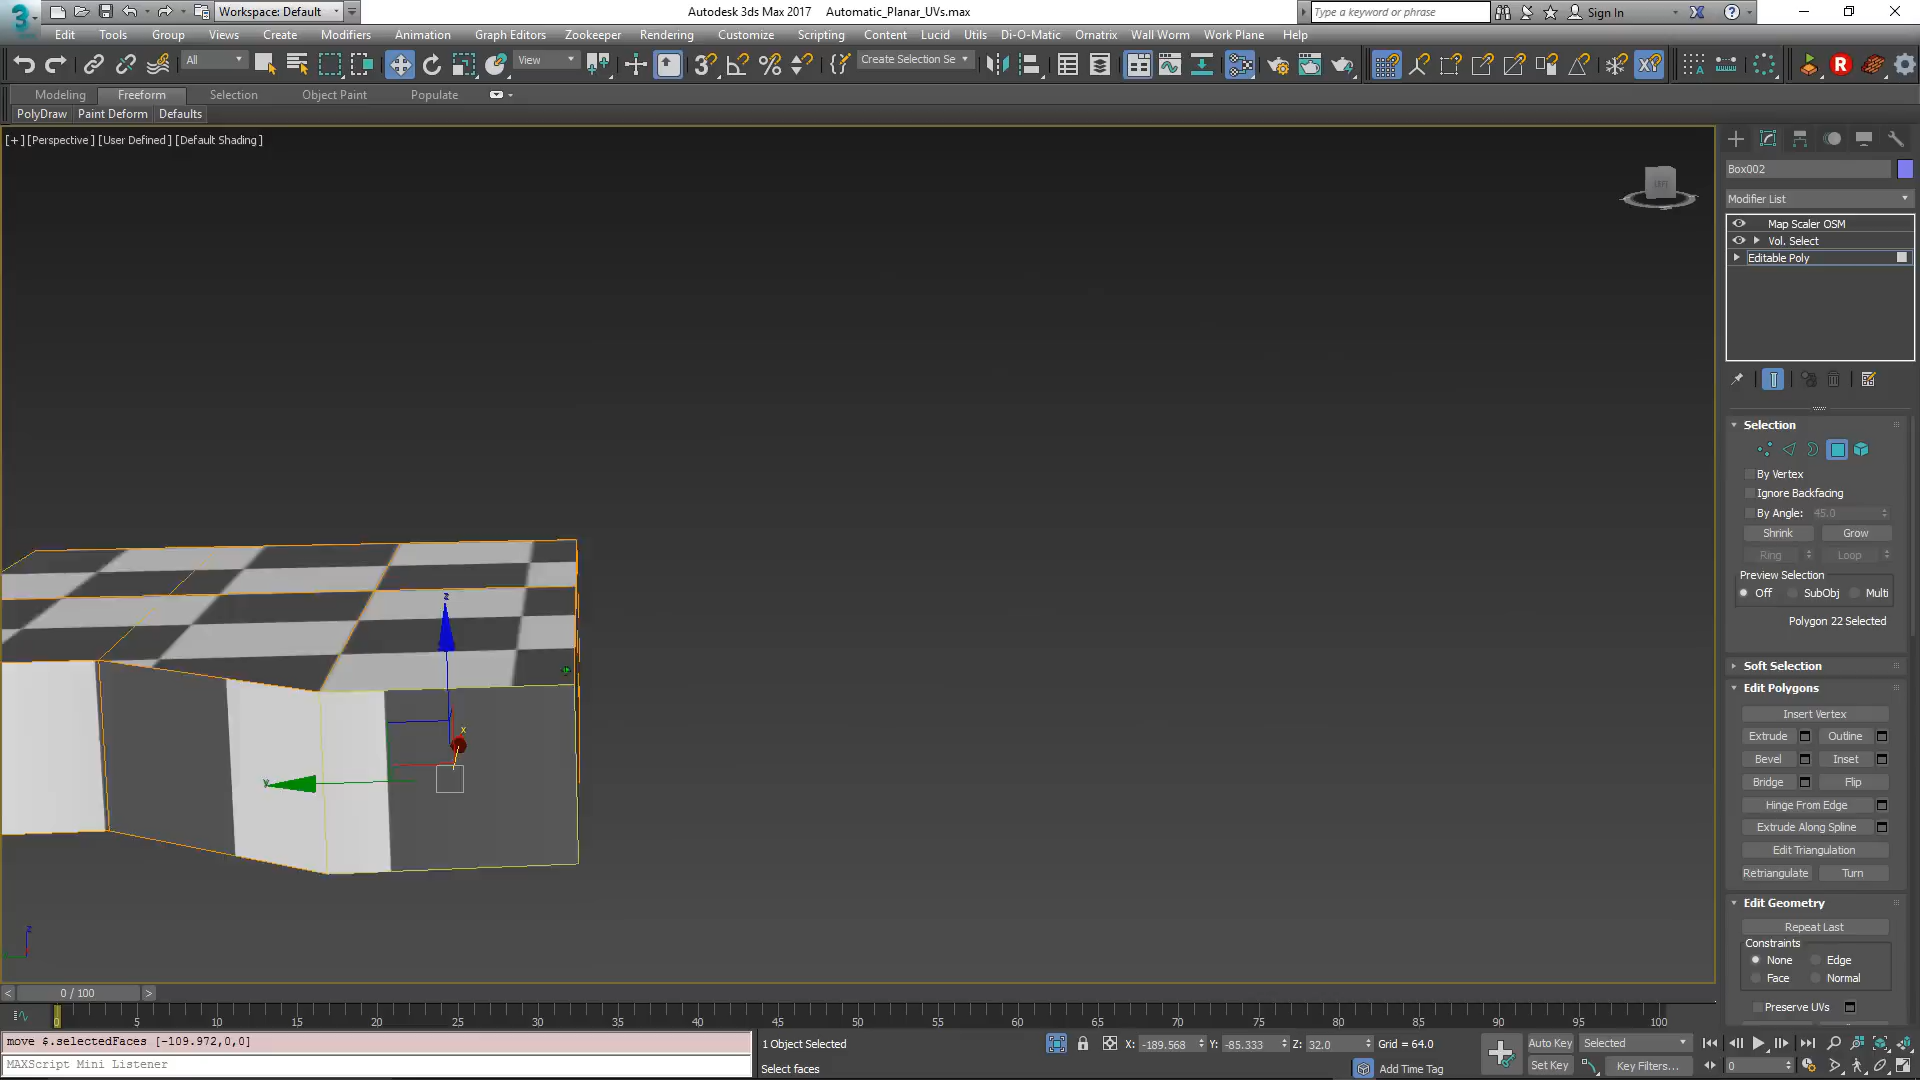 Workspace: Default
Autodesk 3ds Max 2017 Automatic_Planar_UVs.max
Type a keyword or phrase
Sign In
Edit Tools Group Views Create Modifiers Animation Graph Editors Zookeeper Rendering Customize Scripting Content Lucid Utils Di-O-Matic Ornatrix Wall Worm Work Plane Help
All View Create Selection Se
Modeling Freeform Selection Object Paint Populate
PolyDraw Paint Deform Defaults
[+] [Perspective ] [User Defined ] [Default Shading ]
Box002
Modifier List
Map Scaler OSM
Vol. Select
Editable Poly
Selection
By Vertex
Ignore Backfacing
By Angle: 45.0
Shrink Grow
Ring Loop
Preview Selection
Off SubObj Multi
Polygon 22 Selected
Soft Selection
Edit Polygons
Insert Vertex
Extrude Outline
Bevel Inset
Bridge Flip
Hinge From Edge
Extrude Along Spline
Edit Triangulation
Retriangulate Turn
Edit Geometry
Repeat Last
Constraints
None Edge
Face Normal
Preserve UVs
z
x
y
z
< 0 / 100 >
0 5 10 15 20 25 30 35 40 45 50 55 60 65 70 75 80 85 90 95 100
move $.selectedFaces [-109.972,0,0]
MAXScript Mini Listener
1 Object Selected
Select faces
X: -189.568 Y: -85.333 Z: 32.0 Grid = 64.0
Add Time Tag
Auto Key Selected
Set Key Key Filters...
0